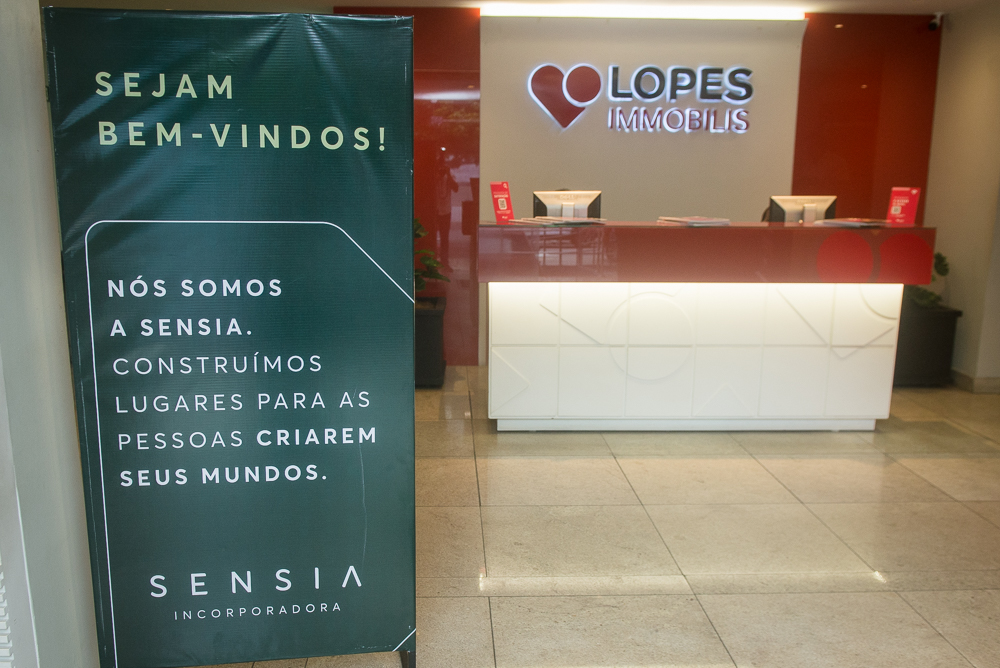 SEJAM
BEM-VINDOS!
NÓS SOMOS
A SENSIA.
CONSTRUÍMOS
LUGARES PARA AS
PESSOAS CRIAREM
SEUS MUNDOS.
SENSIA
INCORPORADORA
LOPES
IMMOBILIS